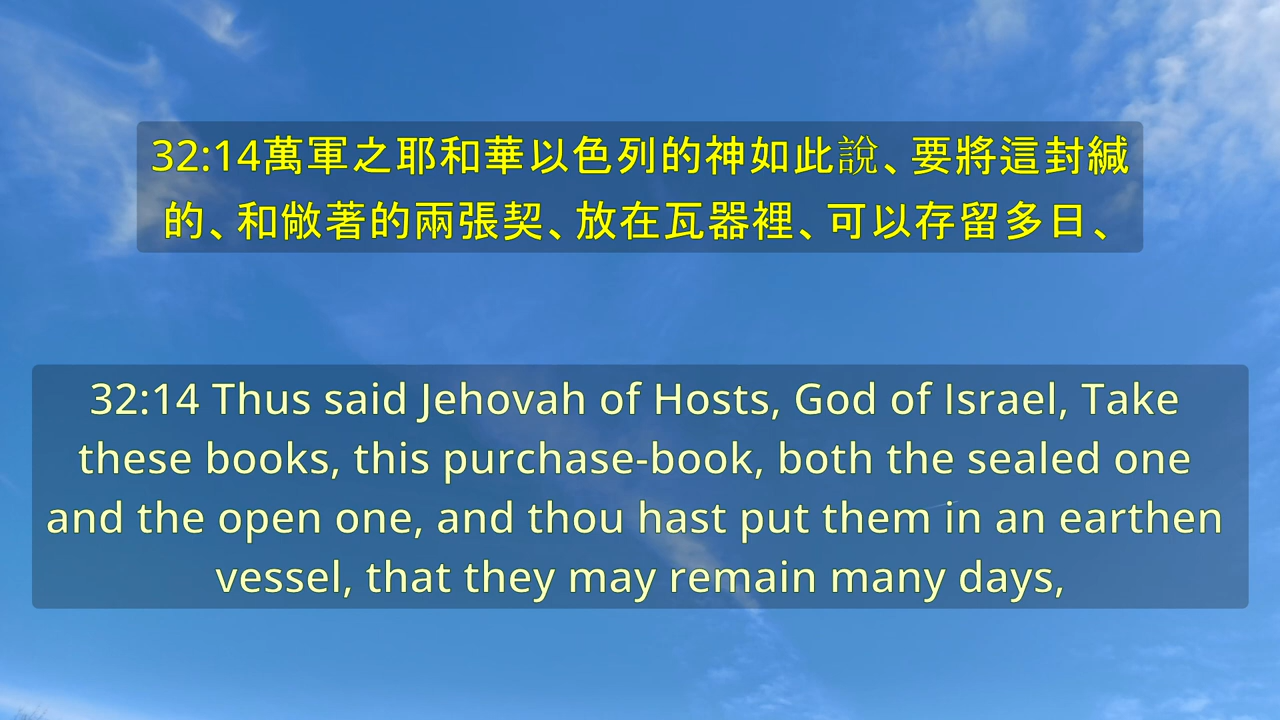 32:14萬軍之耶和華以色列的神如此說、要將這封緘
的、和敞著的兩張契、放在瓦器裡、可以存留多日、
32:14 Thus said Jehovah of Hosts, God of Israel, Take
these books, this purchase-book, both the sealed one
and the open one, and thou hast put them in an earthen
vessel, that they may remain many days,